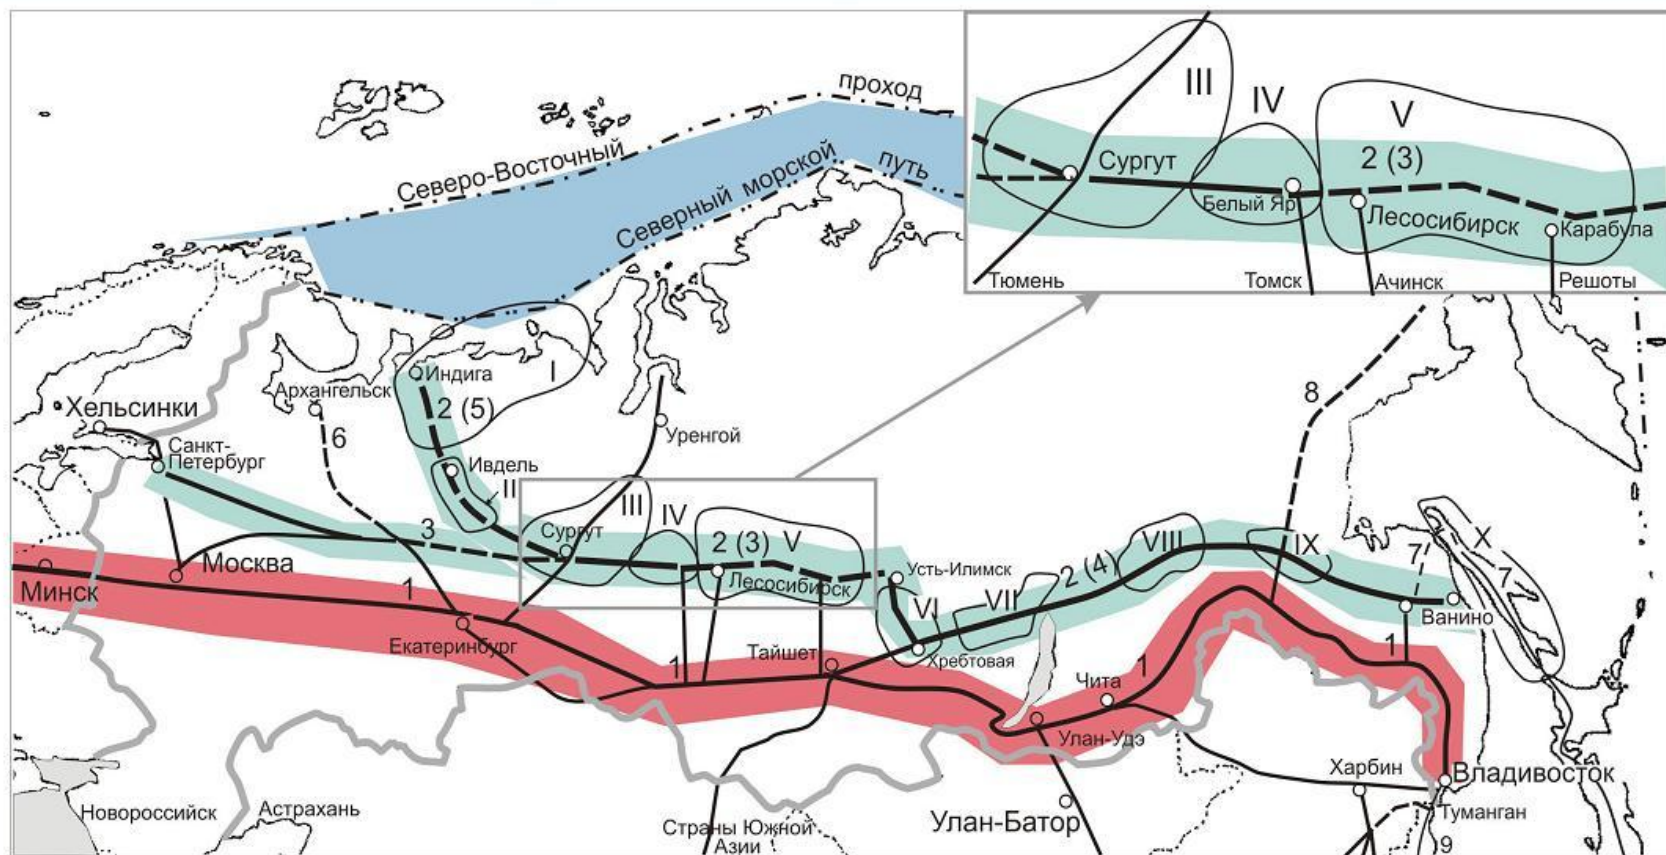 проход
Северо-Восточный
Северный морской
путь
III
IV
V
2 (3)
Сургут
Белый Яр
Лесосибирск
Карабула
Тюмень
Томск
Ачинск
Решоты
I
Индига
Архангельск
2 (5)
6
Хельсинки
Санкт-
Петербург
Уренгой
Ивдель
II
III
IV
3
Сургут
2 (3)
V
Лесосибирск
Усть-Илимск
VI
VII
2 (4)
VIII
IX
8
7
X
7
Ванино
Хребтовая
Минск
Москва
1
Екатеринбург
1
Тайшет
Чита
1
Улан-Удэ
1
Харбин
Владивосток
Туманган
9
Новороссийск
Астрахань
Страны Южной
Азии
Улан-Батор